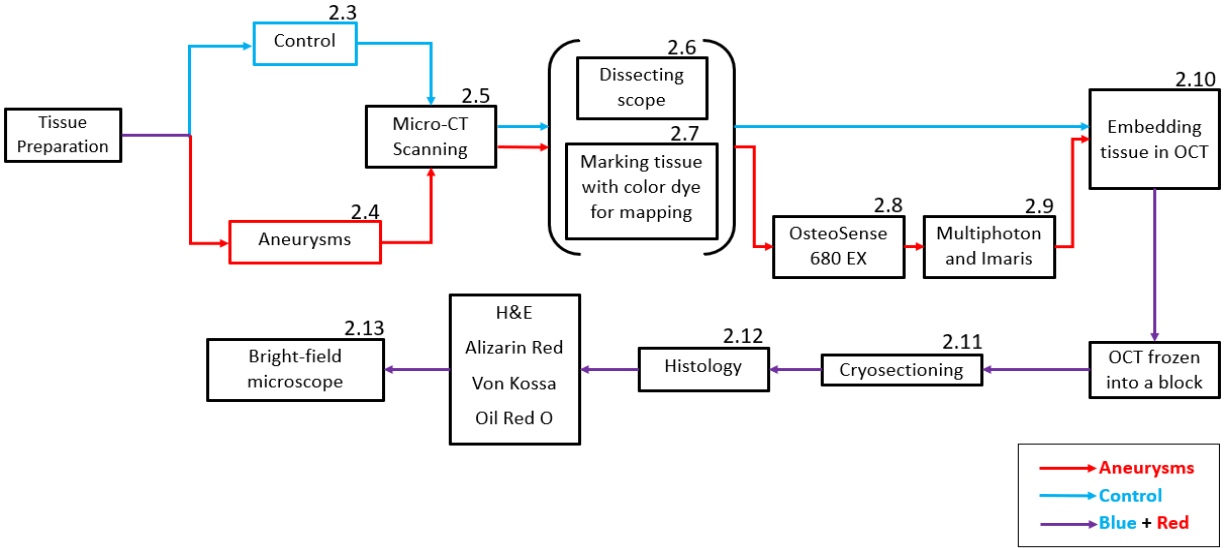 2.3
Control
Tissue
Preparation
2.4
Aneurysms
2.5
Micro-CT
Scanning
2.6
Dissecting
scope
2.7
Marking tissue
with color dye
for mapping
2.8
OsteoSense
680 EX
2.9
Multiphoton
and Imaris
2.10
Embedding
tissue in OCT
OCT frozen
into a block
2.11
Cryosectioning
2.12
Histology
H&E
Alizarin Red
Von Kossa
Oil Red O
2.13
Bright-field
microscope
Aneurysms
Control
Blue + Red